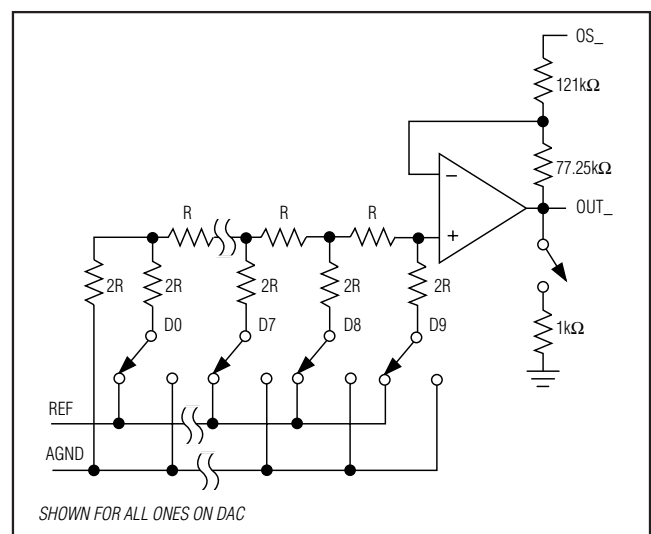 OS_
121kΩ
77.25kΩ
OUT_
1kΩ
R R R
2R 2R 2R 2R 2R
D0 D7 D8 D9
REF
AGND
− +
SHOWN FOR ALL ONES ON DAC